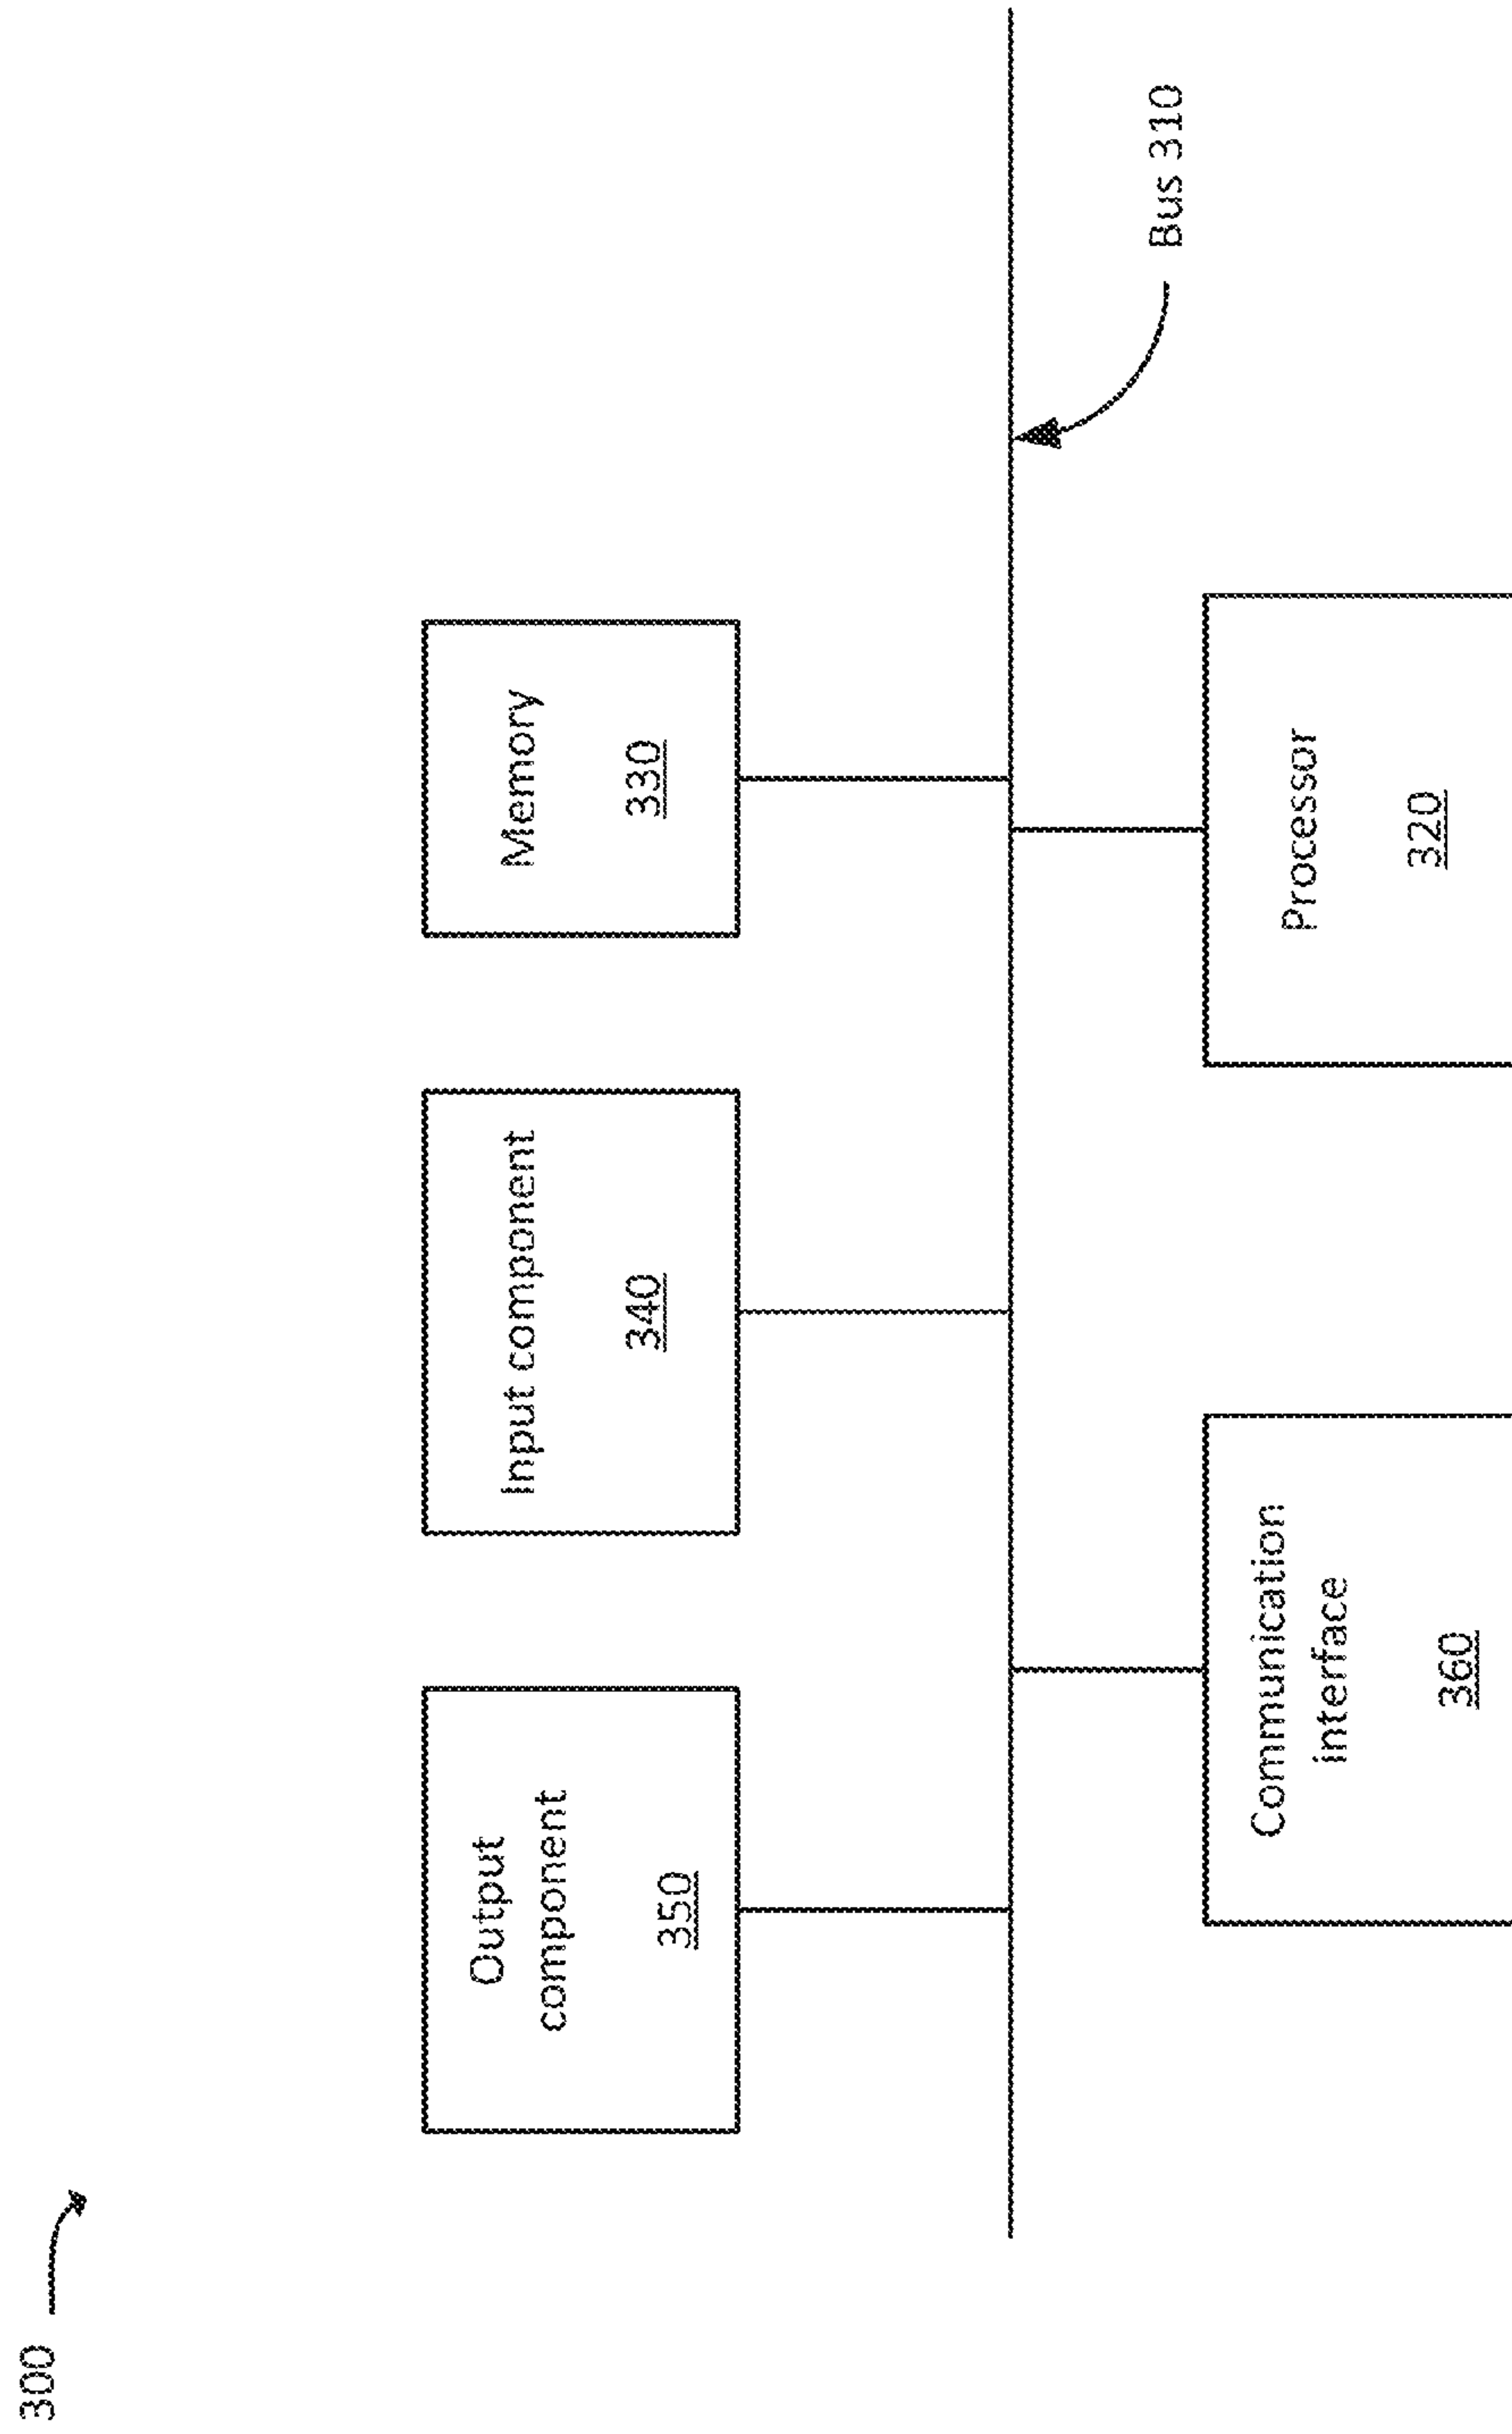 300
Output
component
350
Input component
340
Memory
330
Bus 310
Communication
interface
360
Processor
320